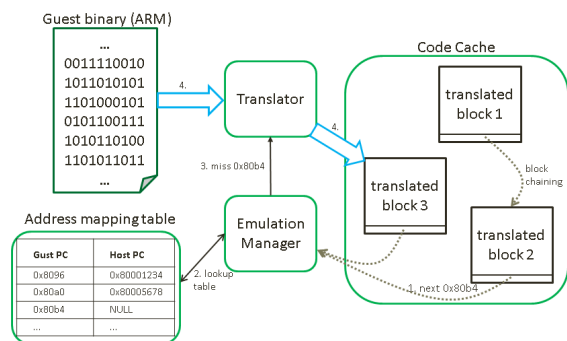 Guest binary (ARM)
...
0011110010
1011010101
1101000101
0101100111
1010110100
1101011011
...
4.
Translator
4.
Code Cache
translated
block 1
block
chaining
translated
block 3
translated
block 2
3. miss 0x80b4
Emulation
Manager
1. next 0x80b4
2. lookup
table
Address mapping table
Gust PC Host PC
0x8096 0x80001234
0x80a0 0x80005678
0x80b4 NULL
... ...